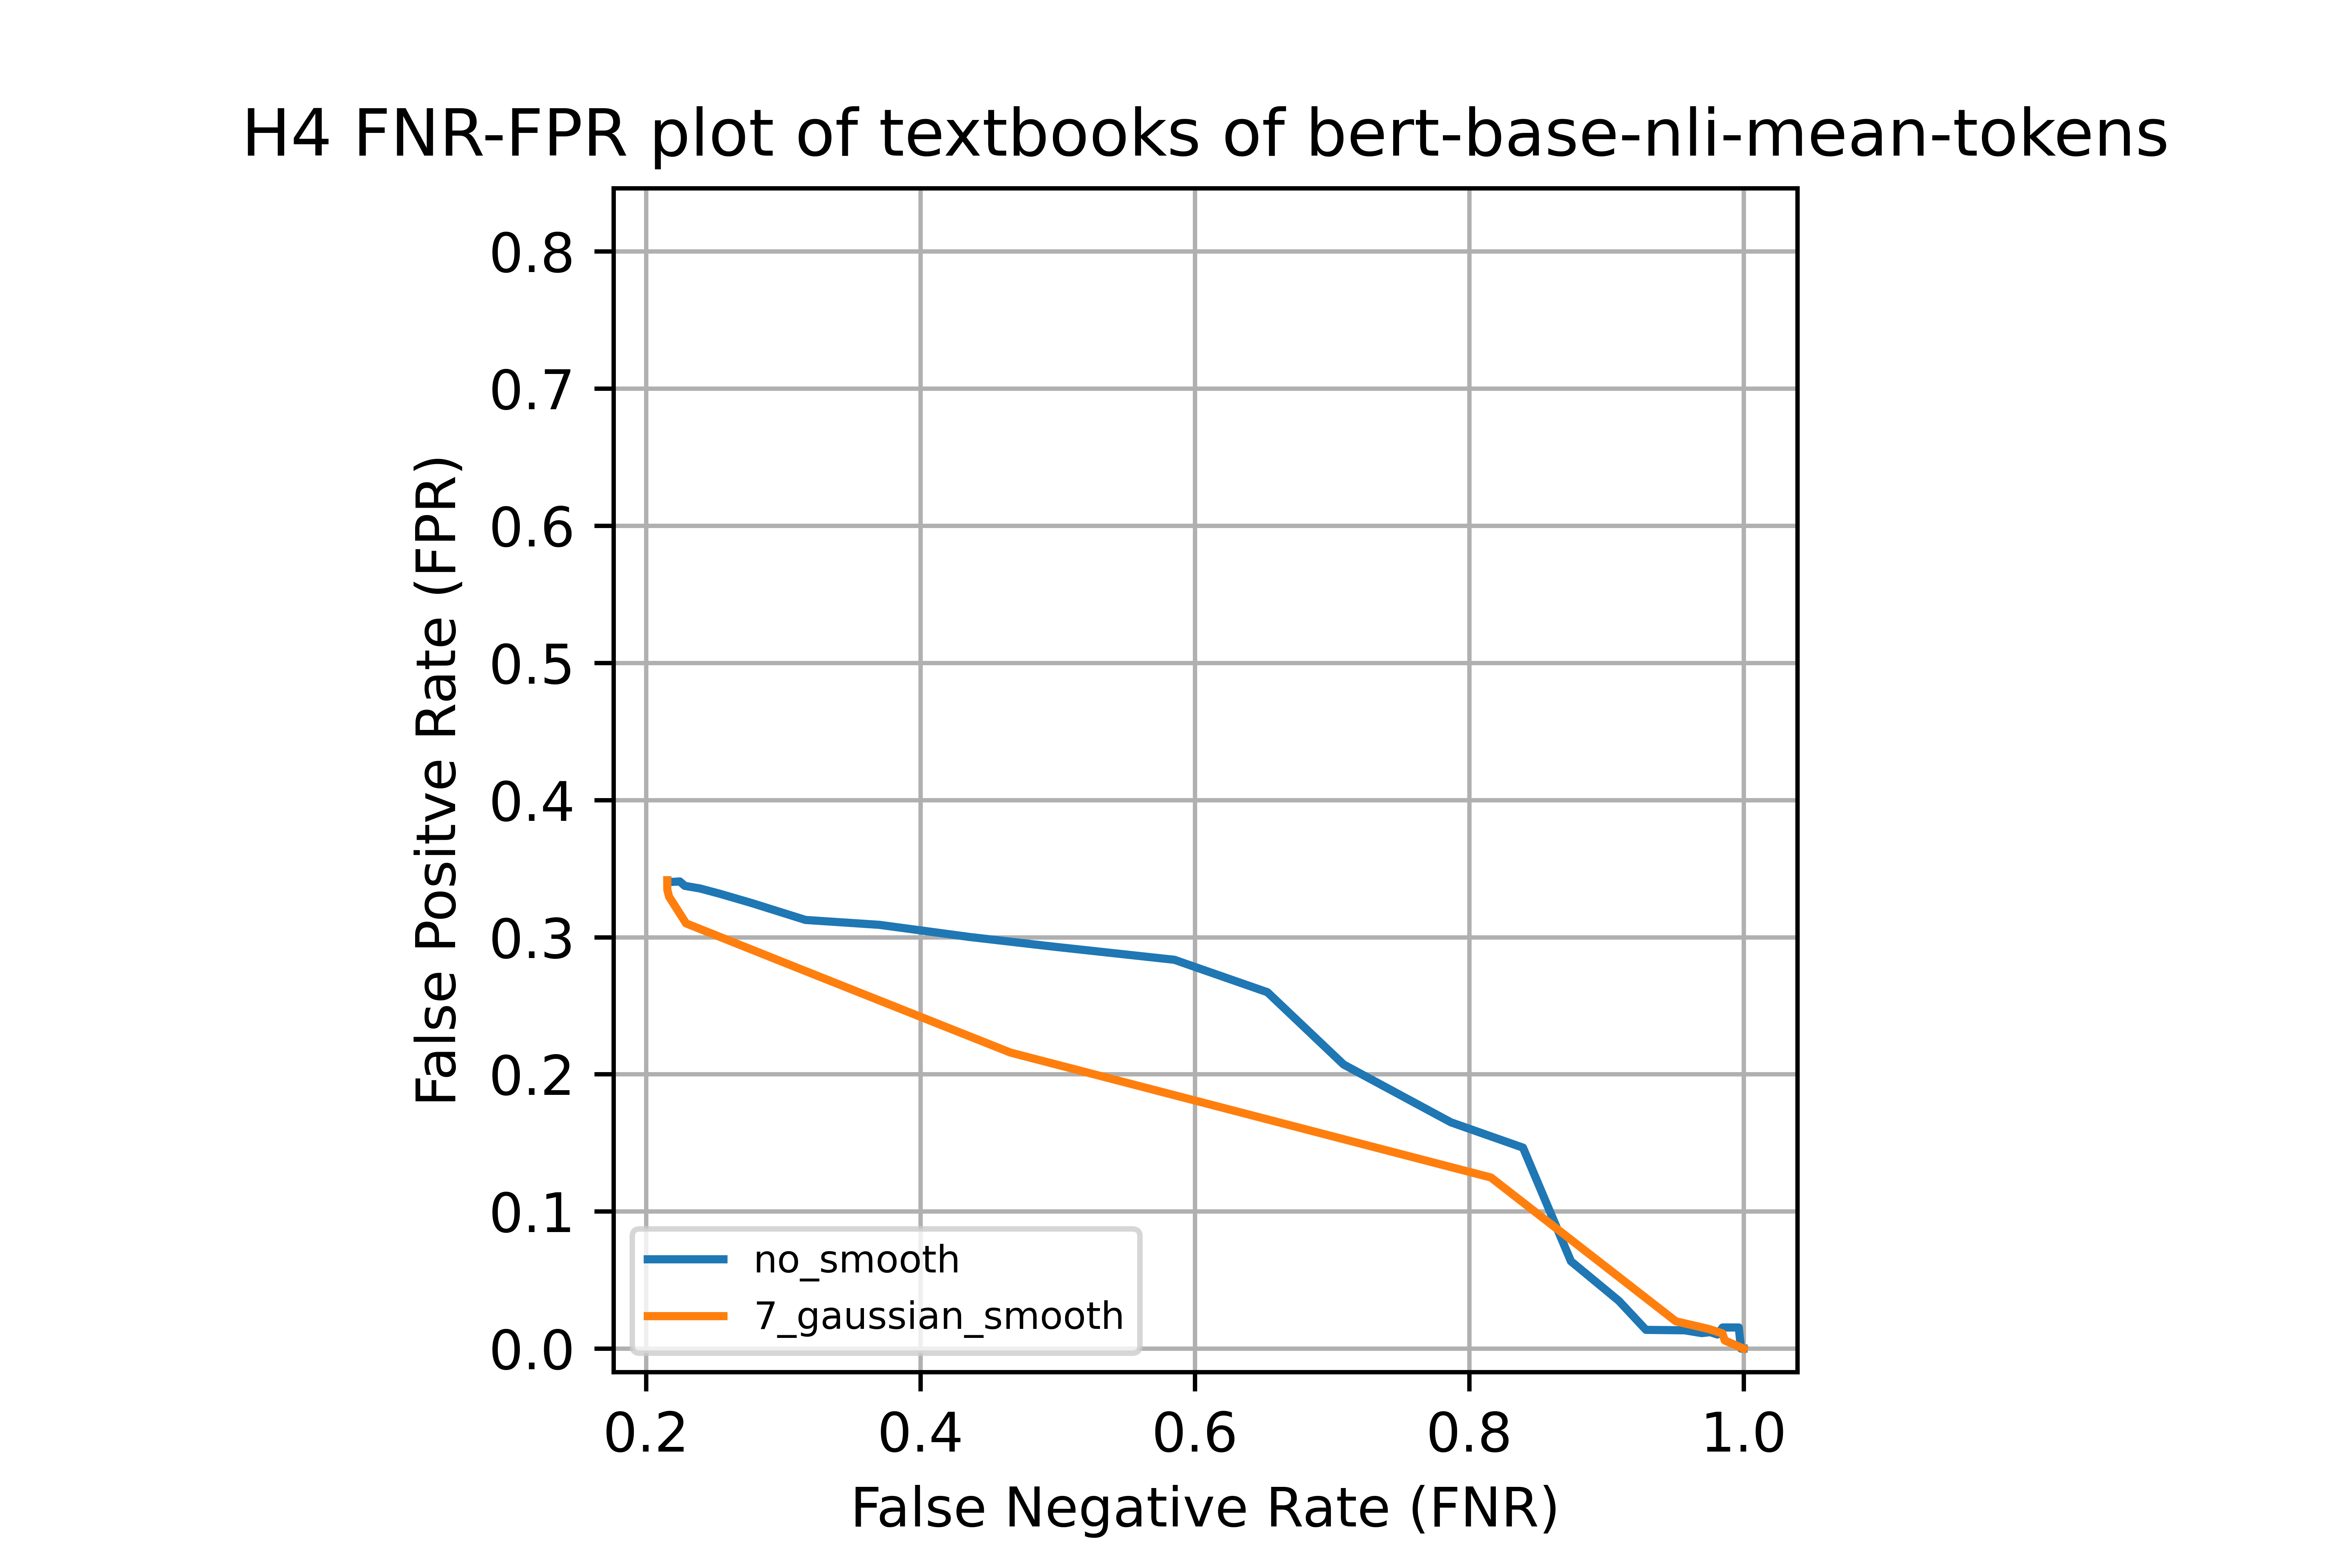 H4 FNR-FPR plot of textbooks of bert-base-nli-mean-tokens
False Positve Rate (FPR)
0.8
0.7
0.6
0.5
0.4
0.3
0.2
0.1
0.0
no_smooth
7_gaussian_smooth
0.2 0.4 0.6 0.8 1.0
False Negative Rate (FNR)